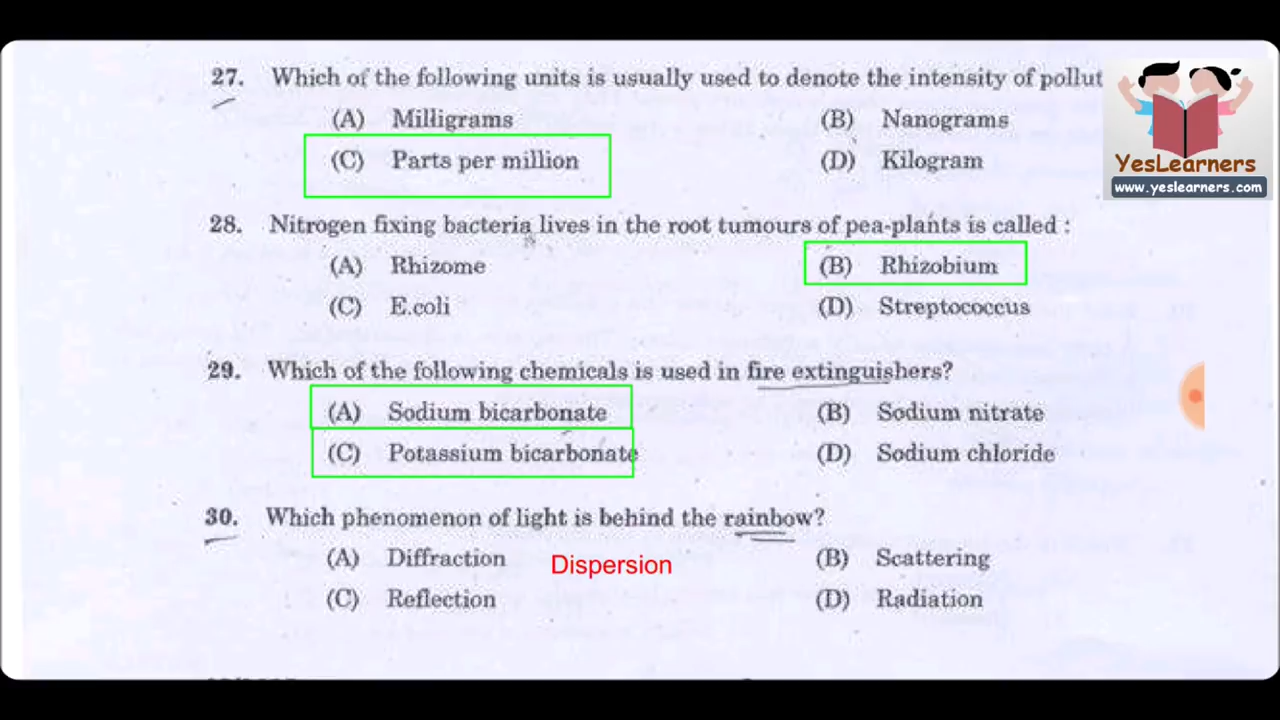 27. Which of the following units is usually used to denote the intensity of pollut
(A) Milligrams (B) Nanograms
(C) Parts per million (D) Kilogram
YesLearners
www.yeslearners.com
28. Nitrogen fixing bacteria lives in the root tumours of pea-plants is called :
(A) Rhizome (B) Rhizobium
(C) E.coli (D) Streptococcus
29. Which of the following chemicals is used in fire extinguishers?
(A) Sodium bicarbonate (B) Sodium nitrate
(C) Potassium bicarbonate (D) Sodium chloride
30. Which phenomenon of light is behind the rainbow?
(A) Diffraction Dispersion (B) Scattering
(C) Reflection (D) Radiation